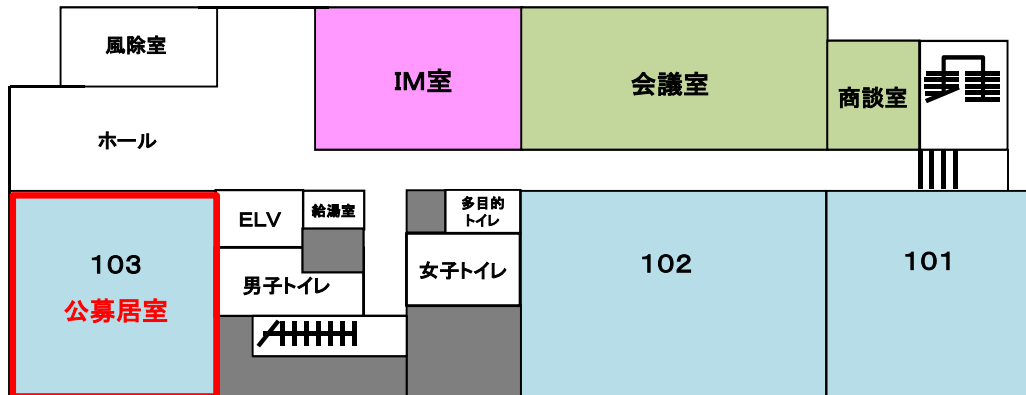 風除室
IM室
会議室
商談室
ホール
ELV
給湯室
多目的
トイレ
103
公募居室
男子トイレ
女子トイレ
102
101